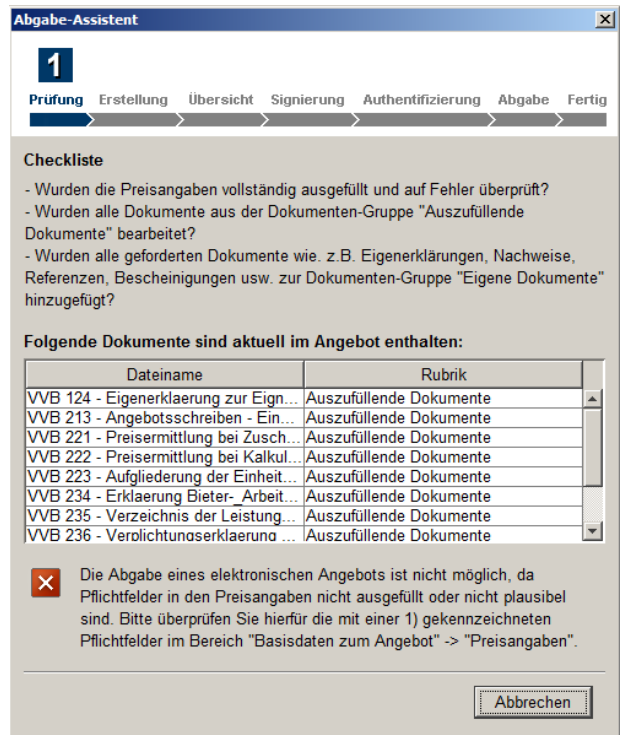 Abgabe-Assistent
1
Prüfung Erstellung Übersicht Signierung Authentifizierung Abgabe Fertig
Checkliste
- Wurden die Preisangaben vollständig ausgefüllt und auf Fehler überprüft?
- Wurden alle Dokumente aus der Dokumenten-Gruppe "Auszufüllende
Dokumente" bearbeitet?
- Wurden alle geforderten Dokumente wie. z.B. Eigenerklärungen, Nachweise,
Referenzen, Bescheinigungen usw. zur Dokumenten-Gruppe "Eigene Dokumente"
hinzugefügt?
Folgende Dokumente sind aktuell im Angebot enthalten:
Dateiname Rubrik
VVB 124 - Eigenerklaerung zur Eign... Auszufüllende Dokumente
VVB 213 - Angebotsschreiben - Ein... Auszufüllende Dokumente
VVB 221 - Preisermittlung bei Zusch... Auszufüllende Dokumente
VVB 222 - Preisermittlung bei Kalkul... Auszufüllende Dokumente
VVB 223 - Aufgliederung der Einheit... Auszufüllende Dokumente
VVB 234 - Erklaerung Bieter-_Arbeit... Auszufüllende Dokumente
VVB 235 - Verzeichnis der Leistung... Auszufüllende Dokumente
VVB 236 - Verplichtungserklaerung ... Auszufüllende Dokumente
Die Abgabe eines elektronischen Angebots ist nicht möglich, da
Pflichtfelder in den Preisangaben nicht ausgefüllt oder nicht plausibel
sind. Bitte überprüfen Sie hierfür die mit einer 1) gekennzeichneten
Pflichtfelder im Bereich "Basisdaten zum Angebot" -> "Preisangaben".
Abbrechen